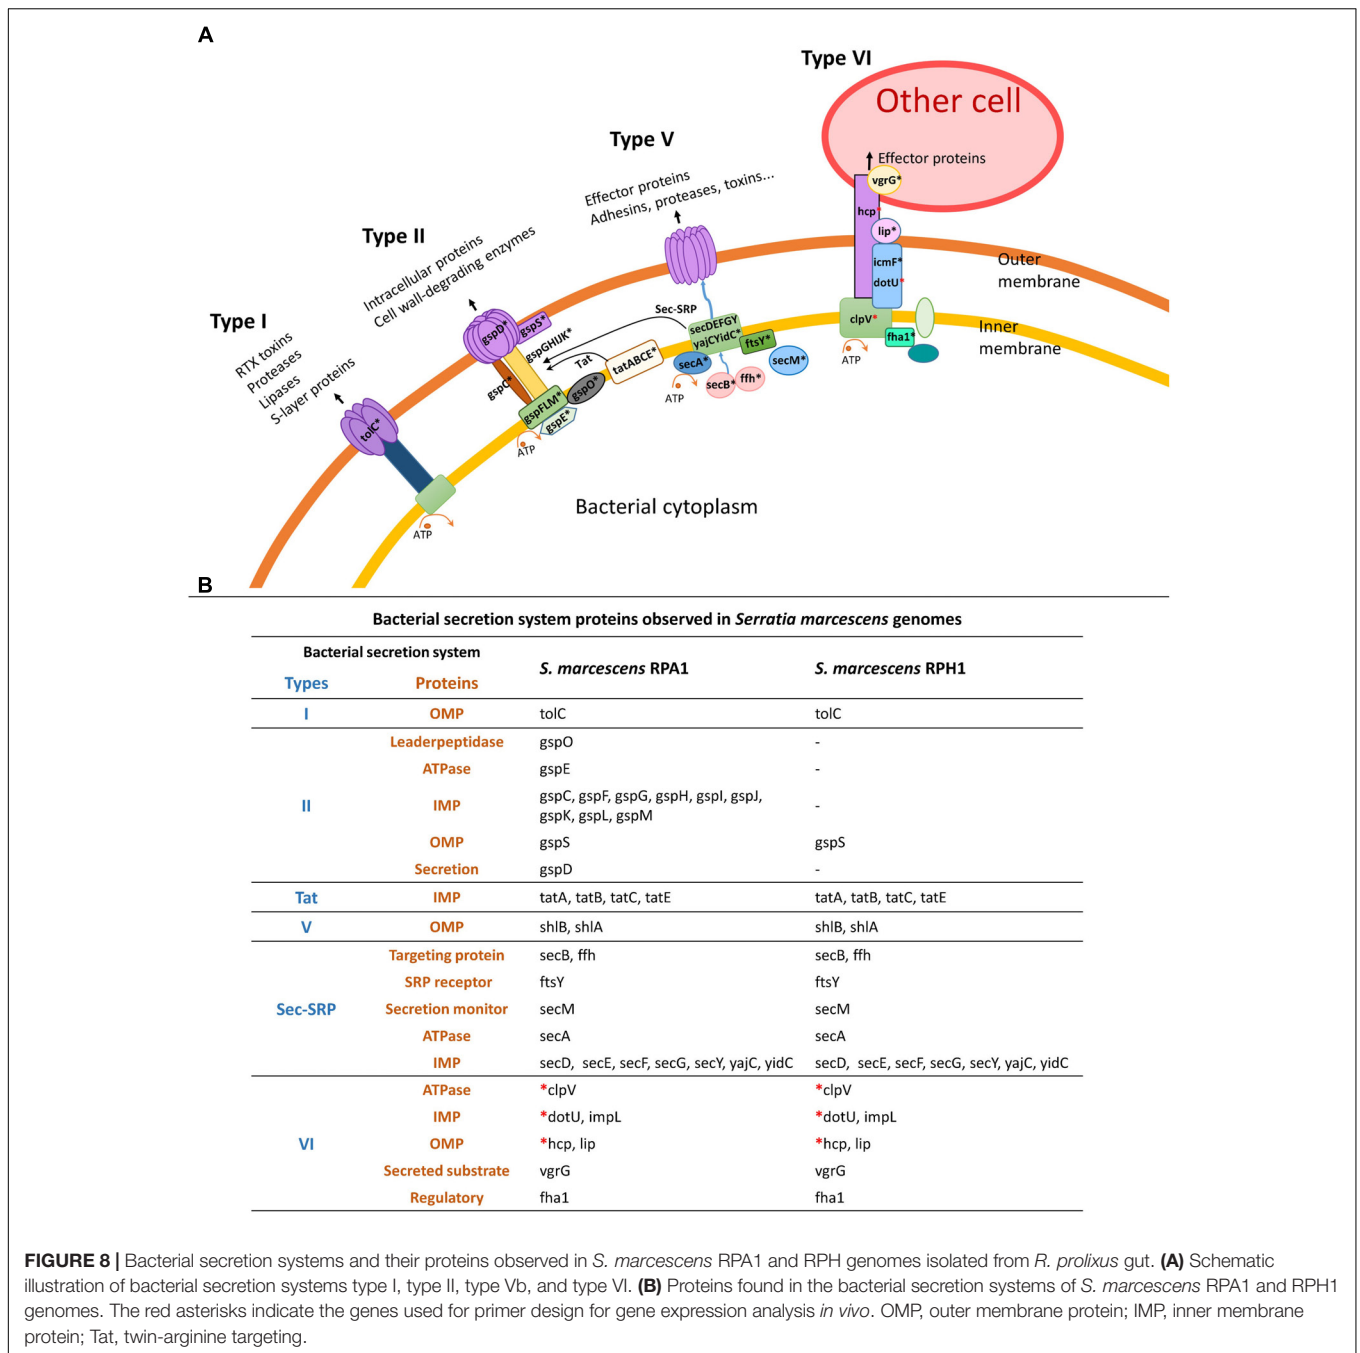 A
Type VI
Other cell
Effector proteins
vgrG*
hcp*
lip*
icmF*
dotU*
clpV*
fha1*
ATP
Outer
membrane
Inner
membrane
Type V
Effector proteins
Adhesins, proteases, toxins...
Sec-SRP
secDEFGY
yajCYidC*
ftsY*
secA*
secM*
secB*
ffh*
ATP
Type II
Intracellular proteins
Cell wall-degrading enzymes
gspD*
gspS*
gspGHIJK*
gspC*
Tat
tatABCE*
gspO*
gspFLM*
gspE*
ATP
Type I
RTX toxins
Proteases
Lipases
S-layer proteins
tolC*
ATP
Bacterial cytoplasm
B
Bacterial secretion system proteins observed in Serratia marcescens genomes
Bacterial secretion system
S. marcescens RPA1 S. marcescens RPH1
Types Proteins
I OMP tolC tolC
Leaderpeptidase gspO -
ATPase gspE -
II IMP gspC, gspF, gspG, gspH, gspI, gspJ, -
gspK, gspL, gspM
OMP gspS gspS
Secretion gspD -
Tat IMP tatA, tatB, tatC, tatE tatA, tatB, tatC, tatE
V OMP shlB, shlA shlB, shlA
Targeting protein secB, ffh secB, ffh
SRP receptor ftsY ftsY
Sec-SRP Secretion monitor secM secM
ATPase secA secA
IMP secD, secE, secF, secG, secY, yajC, yidC secD, secE, secF, secG, secY, yajC, yidC
ATPase *clpV *clpV
IMP *dotU, impL *dotU, impL
VI OMP *hcp, lip *hcp, lip
Secreted substrate vgrG vgrG
Regulatory fha1 fha1
FIGURE 8 | Bacterial secretion systems and their proteins observed in S. marcescens RPA1 and RPH genomes isolated from R. prolixus gut. (A) Schematic
illustration of bacterial secretion systems type I, type II, type Vb, and type VI. (B) Proteins found in the bacterial secretion systems of S. marcescens RPA1 and RPH1
genomes. The red asterisks indicate the genes used for primer design for gene expression analysis in vivo. OMP, outer membrane protein; IMP, inner membrane
protein; Tat, twin-arginine targeting.